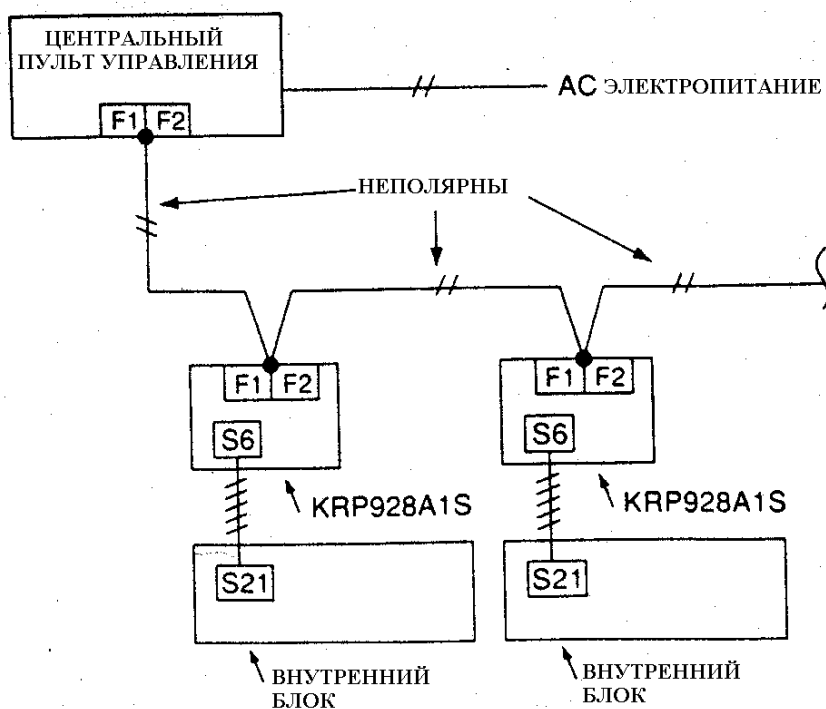 ЦЕНТРАЛЬНЫЙ
ПУЛЬТ УПРАВЛЕНИЯ
AC ЭЛЕКТРОПИТАНИЕ
F1 F2
НЕПОЛЯРНЫ
F1 F2
F1 F2
S6
S6
KRP928A1S
KRP928A1S
S21
S21
ВНУТРЕННИЙ
БЛОК
ВНУТРЕННИЙ
БЛОК